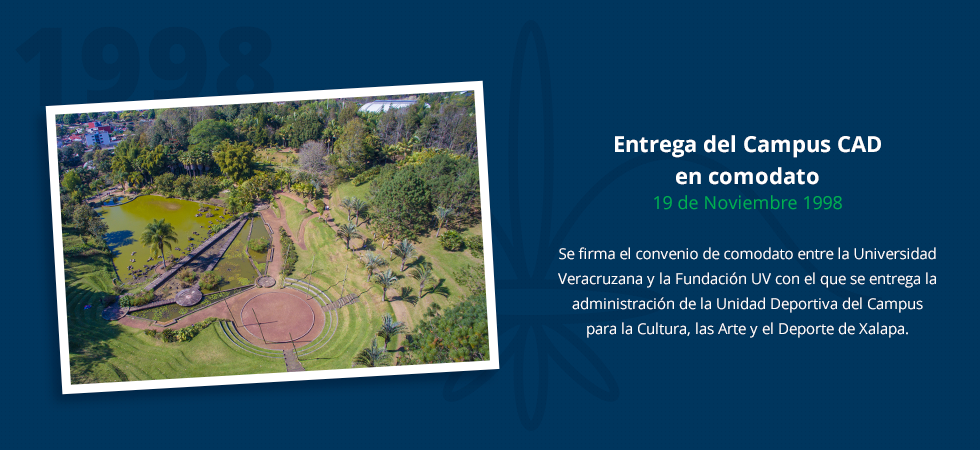 1998
Entrega del Campus CAD
en comodato
19 de Noviembre 1998
Se firma el convenio de comodato entre la Universidad
Veracruzana y la Fundación UV con el que se entrega la
administración de la Unidad Deportiva del Campus
para la Cultura, las Arte y el Deporte de Xalapa.